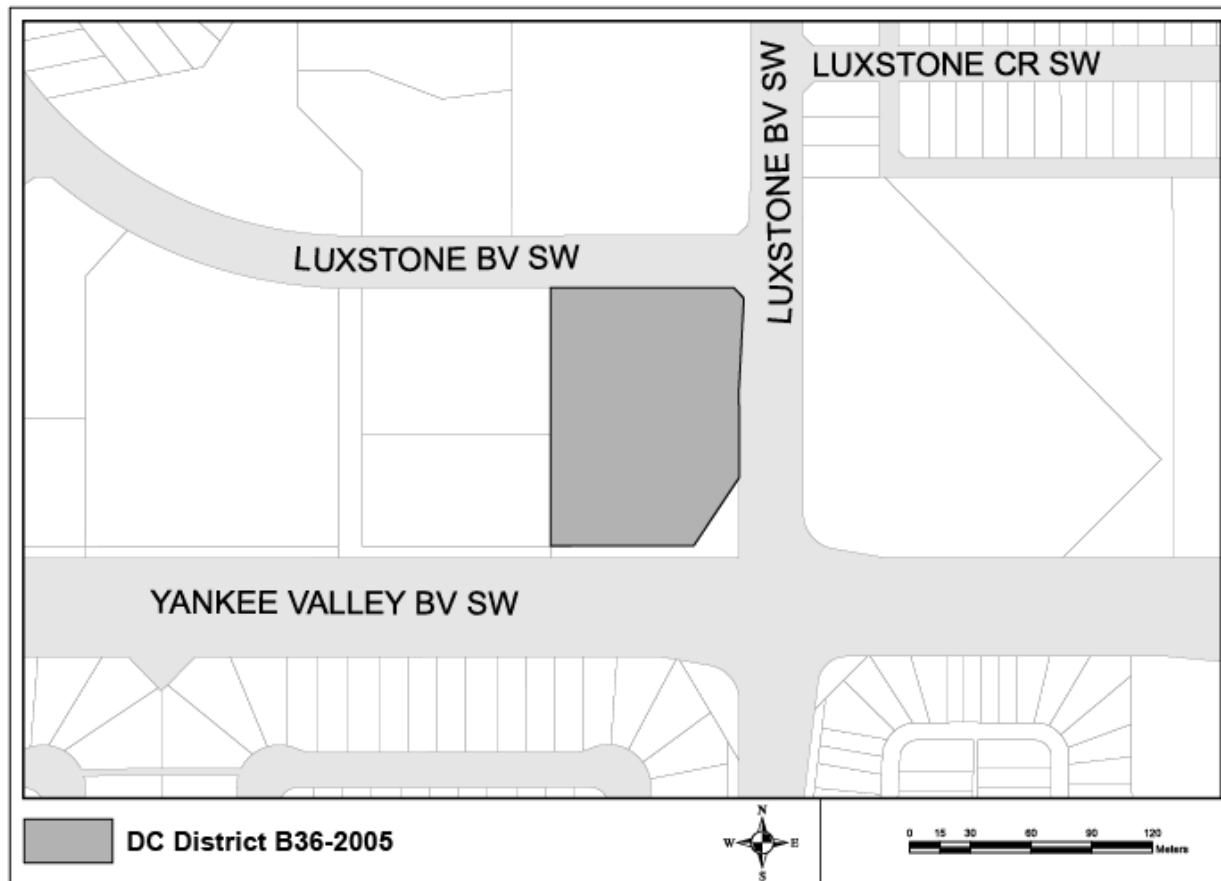 LUXSTONE CR SW
LUXSTONE BV SW
LUXSTONE BV SW
YANKEE VALLEY BV SW
DC District B36-2005
N
W E
S
0 15 30 60 90 120
Meters